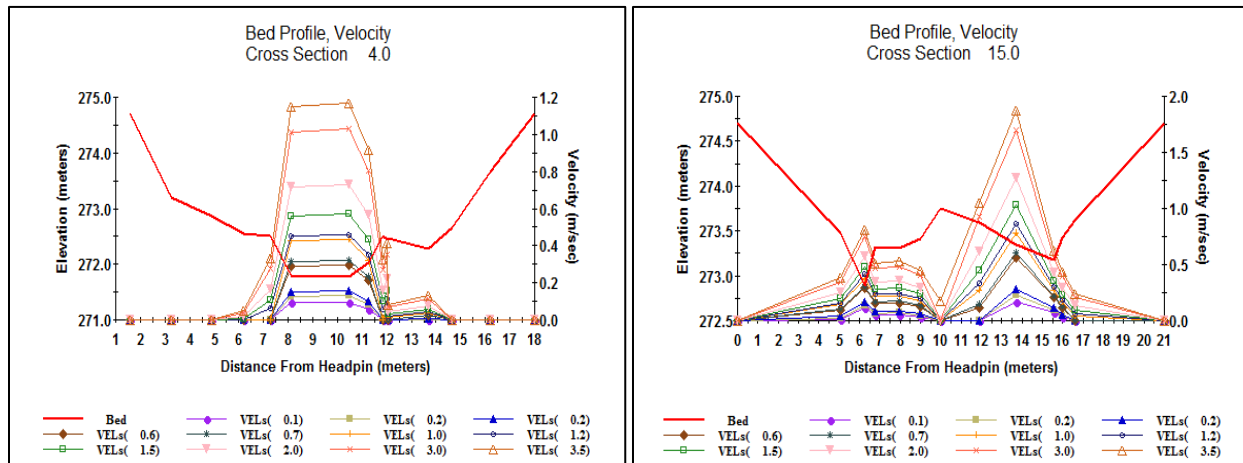 Bed Profile, Velocity
Cross Section 4.0
275.0
274.0
273.0
272.0
271.0
Elevation (meters)
1.2
1.0
0.8
0.6
0.4
0.2
0.0
Velocity (m/sec)
1 2 3 4 5 6 7 8 9 10 11 12 13 14 15 16 17 18
Distance From Headpin (meters)
Bed VELs( 0.1) VELs( 0.2) VELs( 0.2)
VELs( 0.6) VELs( 0.7) VELs( 1.0) VELs( 1.2)
VELs( 1.5) VELs( 2.0) VELs( 3.0) VELs( 3.5)
Bed Profile, Velocity
Cross Section 15.0
275.0
274.5
274.0
273.5
273.0
272.5
Elevation (meters)
2.0
1.5
1.0
0.5
0.0
Velocity (m/sec)
0 1 2 3 4 5 6 7 8 9 10 11 12 13 14 15 16 17 18 19 20 21
Distance From Headpin (meters)
Bed VELs( 0.1) VELs( 0.2) VELs( 0.2)
VELs( 0.6) VELs( 0.7) VELs( 1.0) VELs( 1.2)
VELs( 1.5) VELs( 2.0) VELs( 3.0) VELs( 3.5)